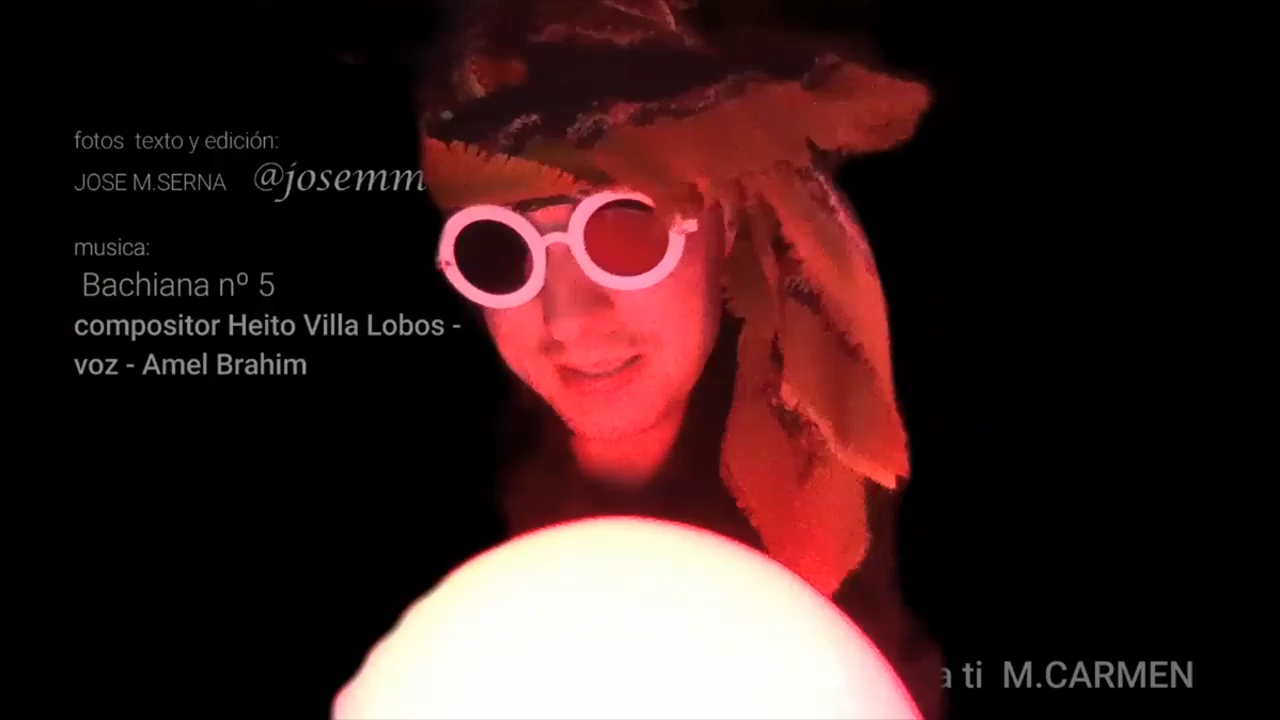 fotos texto y edición:
JOSE M.SERNA @josemm
musica:
Bachiana nº 5
compositor Heito Villa Lobos -
voz - Amel Brahim
a ti M.CARMEN